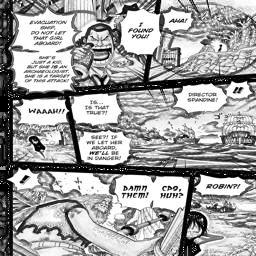 EVACUATION
SHIP,
DO NOT LET
THAT GIRL
ABOARD!
SHE'S
JUST A KID,
BUT SHE IS AN
ARCHAEOLOGIST.
SHE IS A TARGET
OF THIS ATTACK!
I
FOUND
YOU!
AHA!
WAAAH!!
IS...
IS THAT
TRUE?!
SEE?! IF
WE LET HER
ABOARD,
WE'LL BE
IN DANGER!
DIRECTOR
SPANDINE!
!!
!
DAMN
THEM!
CP9,
HUH?
ROBIN?!